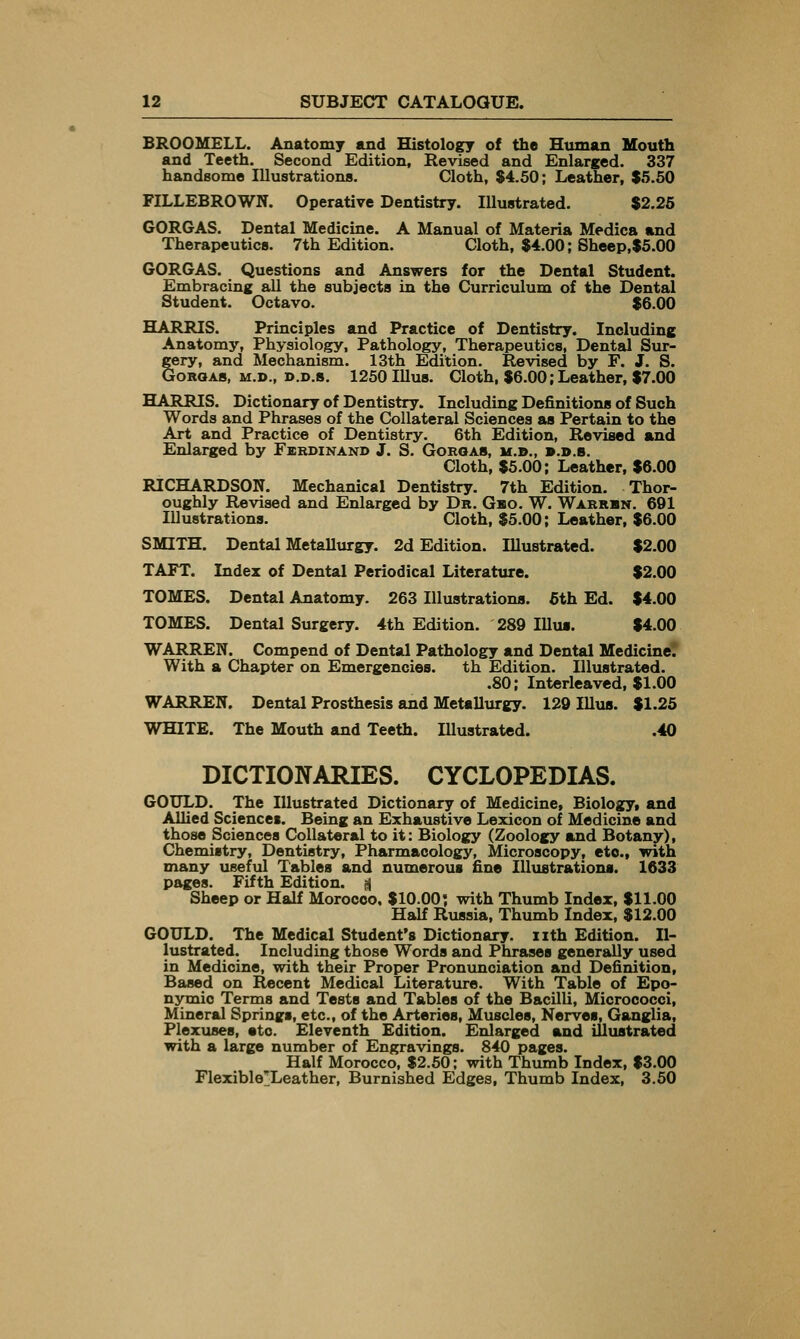 12 SUBJECT CATALOGUE.
BROOMELL. Anatomy and Histology of the Human Mouth
and Teeth. Second Edition, Revised and Enlarged. 337
handsome Illustrations. Cloth, $4.50; Leather, $5.50
FILLEBROWN. Operative Dentistry. Illustrated. $2.25
GORGAS. Dental Medicine. A Manual of Materia Medica and
Therapeutics. 7th Edition. Cloth, $4.00; Sheep,$5.00
GORGAS. Questions and Answers for the Dental Student.
Embracing all the subjects in the Curriculum of the Dental
Student. Octavo. $6.00
HARRIS. Principles and Practice of Dentistry. Including
Anatomy, Physiology, Pathology, Therapeutics, Dental Sur-
gery, and Mechanism. 13th Edition. Revised by F. J. S.
GORGAS, M.D., D.D.S. 1250 Illus. Cloth, $6.00; Leather, $7.00
HARRIS. Dictionary of Dentistry. Including Definitions of Such
Words and Phrases of the Collateral Sciences as Pertain to the
Art and Practice of Dentistry. 6th Edition, Revised and
Enlarged by FERDINAND J. S. GORGAS, M.D., D.D.S.
Cloth, $5.00; Leather, $6.00
RICHARDSON. Mechanical Dentistry. 7th Edition. Thor-
oughly Revised and Enlarged by DR. GEO. W. WARREN. 691
Illustrations. Cloth, $5.00; Leather, $6.00
SMITH. Dental Metallurgy. 2d Edition. Illustrated. $2.00
TAFT. Index of Dental Periodical Literature. $2.00
TOMES. Dental Anatomy. 263 Illustrations. 5th Ed. $4.00
TOMES. Dental Surgery. 4th Edition. 289 Illus. $4.00
WARREN. Compend of Dental Pathology and Dental Medicine.
With a Chapter on Emergencies. th Edition. Illustrated.
.80; Interleaved, $1.00
WARREN. Dental Prosthesis and Metallurgy. 129 Illus. $1.25
WHITE. The Mouth and Teeth. Illustrated. .40
DICTIONARIES. CYCLOPEDIAS.
GOULD. The Illustrated Dictionary of Medicine, Biology, and
Allied Sciences. Being an Exhaustive Lexicon of Medicine and
those Sciences Collateral to it: Biology (Zoology and Botany),
Chemistry, Dentistry, Pharmacology, Microscopy, etc., with
many useful Tables and numerous fine Illustrations. 1633
pages. Fifth Edition.
Sheep or Half Morocco, $10.00; with Thumb Index, $11.00
Half Russia, Thumb Index, $12.00
GOULD. The Medical Student's Dictionary. 11th Edition. Il-
lustrated. Including those Words and Phrases generally used
in Medicine, with their Proper Pronunciation and Definition,
Based on Recent Medical Literature. With Table of Epo-
nymic Terms and Tests and Tables of the Bacilli, Micrococci,
Mineral Springs, etc., of the Arteries, Muscles, Nerves, Ganglia,
Plexuses, etc. Eleventh Edition. Enlarged and illustrated
with a large number of Engravings. 840 pages.
Half Morocco, $2.50; with Thumb Index, $3.00
Flexible Leather, Burnished Edges, Thumb Index, 3.50